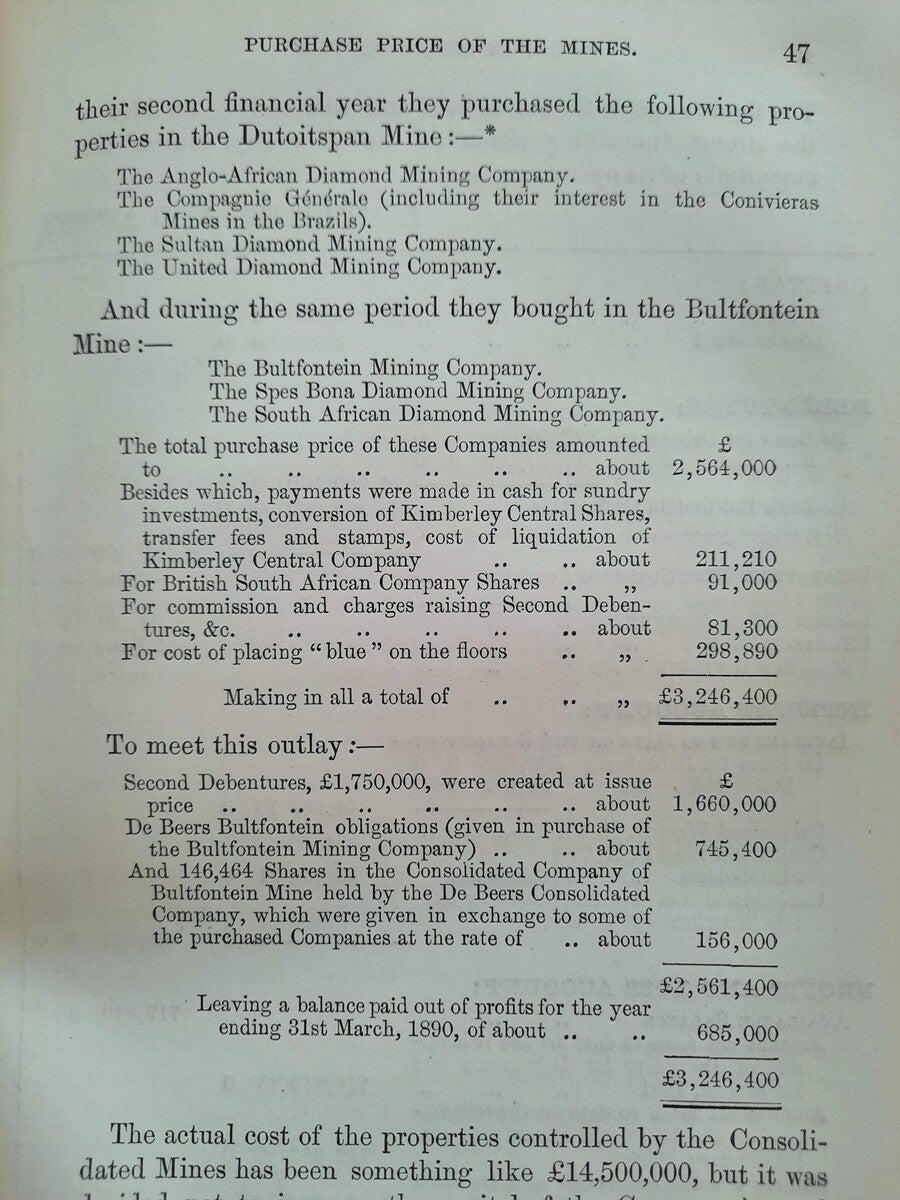 PURCHASE PRICE OF THE MINES. 47
their second financial year they purchased the following pro-
perties in the Dutoitspan Mine :—*
The Anglo-African Diamond Mining Company.
The Compagnie Générale (including their interest in the Conivieras
Mines in the Brazils).
The Sultan Diamond Mining Company.
The United Diamond Mining Company.
And during the same period they bought in the Bultfontein
Mine :—
The Bultfontein Mining Company.
The Spes Bona Diamond Mining Company.
The South African Diamond Mining Company.
The total purchase price of these Companies amounted £
to .. .. .. .. .. .. about 2,564,000
Besides which, payments were made in cash for sundry
investments, conversion of Kimberley Central Shares,
transfer fees and stamps, cost of liquidation of
Kimberley Central Company .. .. about 211,210
For British South African Company Shares .. „ 91,000
For commission and charges raising Second Deben-
tures, &c. .. .. .. .. .. about 81,300
For cost of placing “blue” on the floors .. „ 298,890
Making in all a total of .. .. „ £3,246,400
To meet this outlay :—
Second Debentures, £1,750,000, were created at issue £
price .. .. .. .. .. .. about 1,660,000
De Beers Bultfontein obligations (given in purchase of
the Bultfontein Mining Company) .. .. about 745,400
And 146,464 Shares in the Consolidated Company of
Bultfontein Mine held by the De Beers Consolidated
Company, which were given in exchange to some of
the purchased Companies at the rate of .. about 156,000
£2,561,400
Leaving a balance paid out of profits for the year
ending 31st March, 1890, of about .. .. 685,000
£3,246,400
The actual cost of the properties controlled by the Consoli-
dated Mines has been something like £14,500,000, but it was